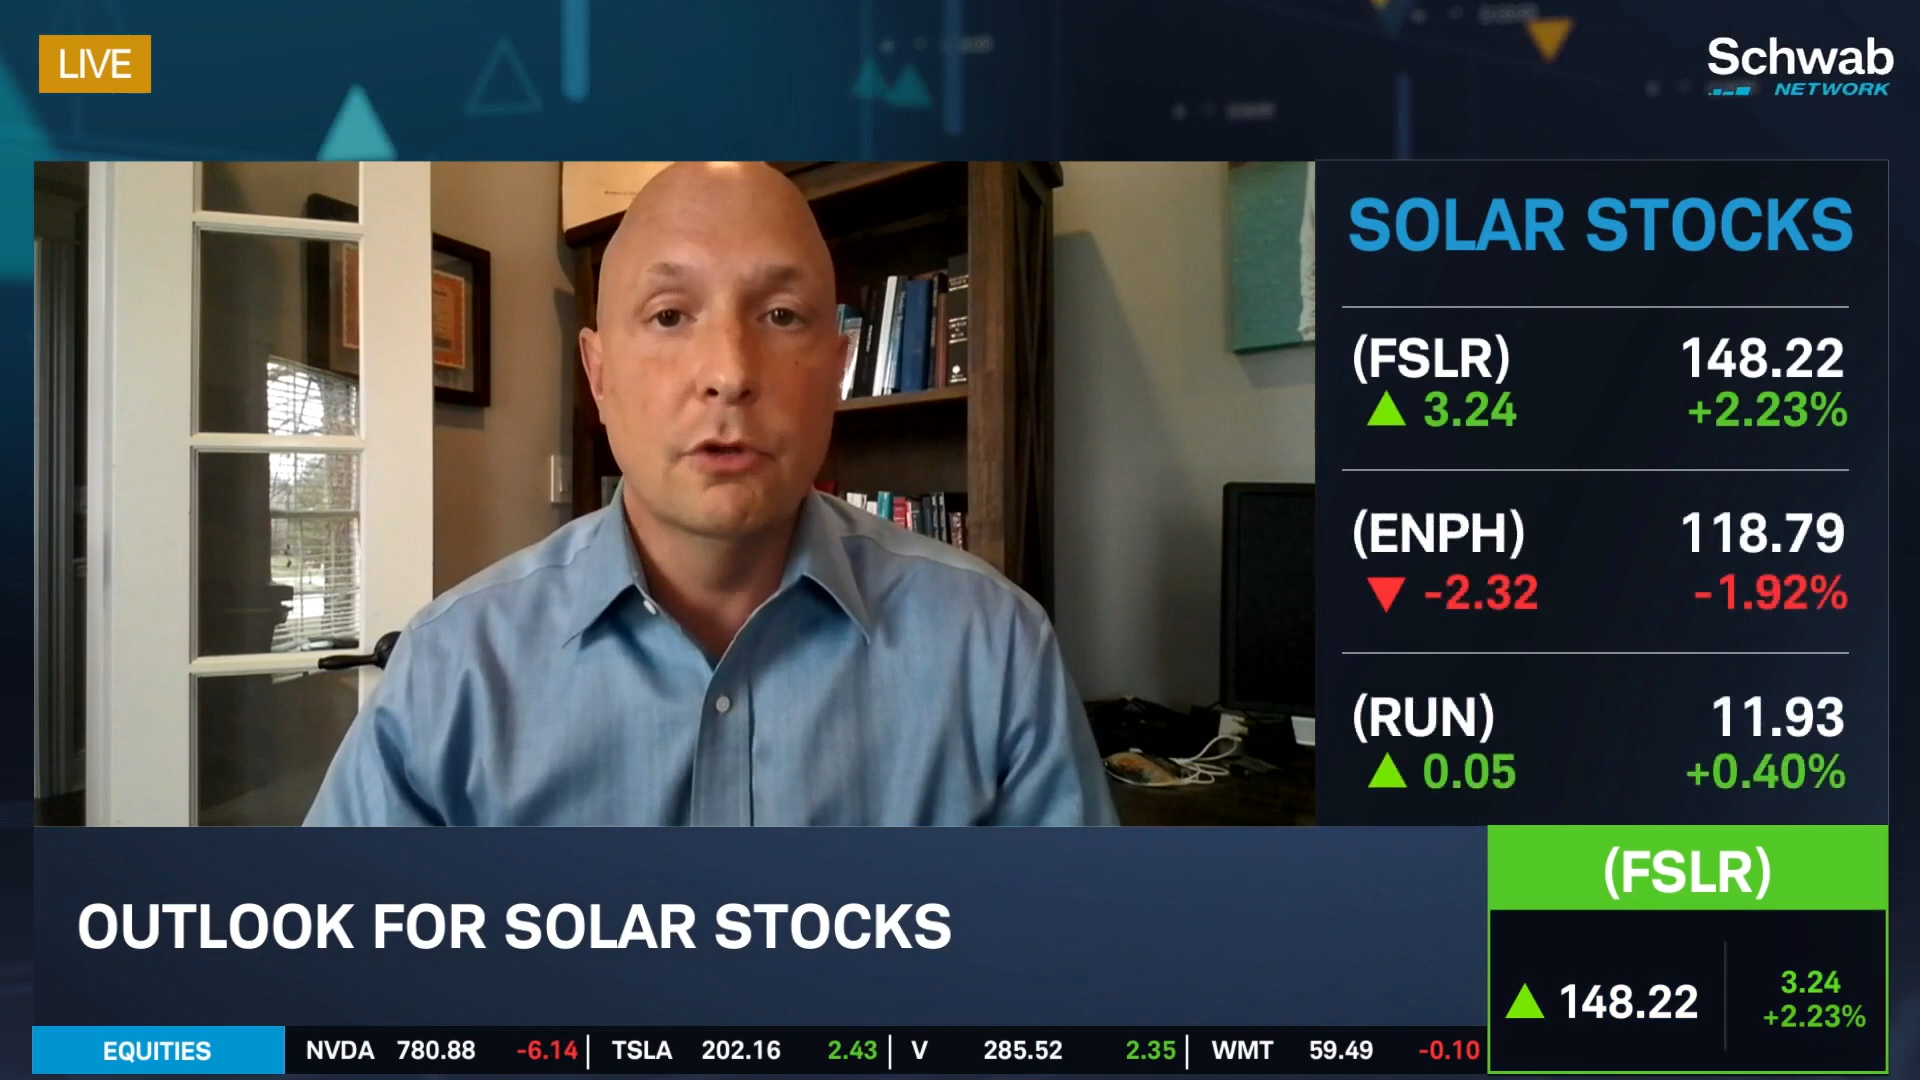 LIVE
Schwab
NETWORK
SOLAR STOCKS
(FSLR) 148.22
▲ 3.24 +2.23%
(ENPH) 118.79
▼ -2.32 -1.92%
(RUN) 11.93
▲ 0.05 +0.40%
OUTLOOK FOR SOLAR STOCKS
(FSLR)
▲ 148.22
3.24
+2.23%
EQUITIES NVDA 780.88 -6.14 | TSLA 202.16 2.43 | V 285.52 2.35 | WMT 59.49 -0.10